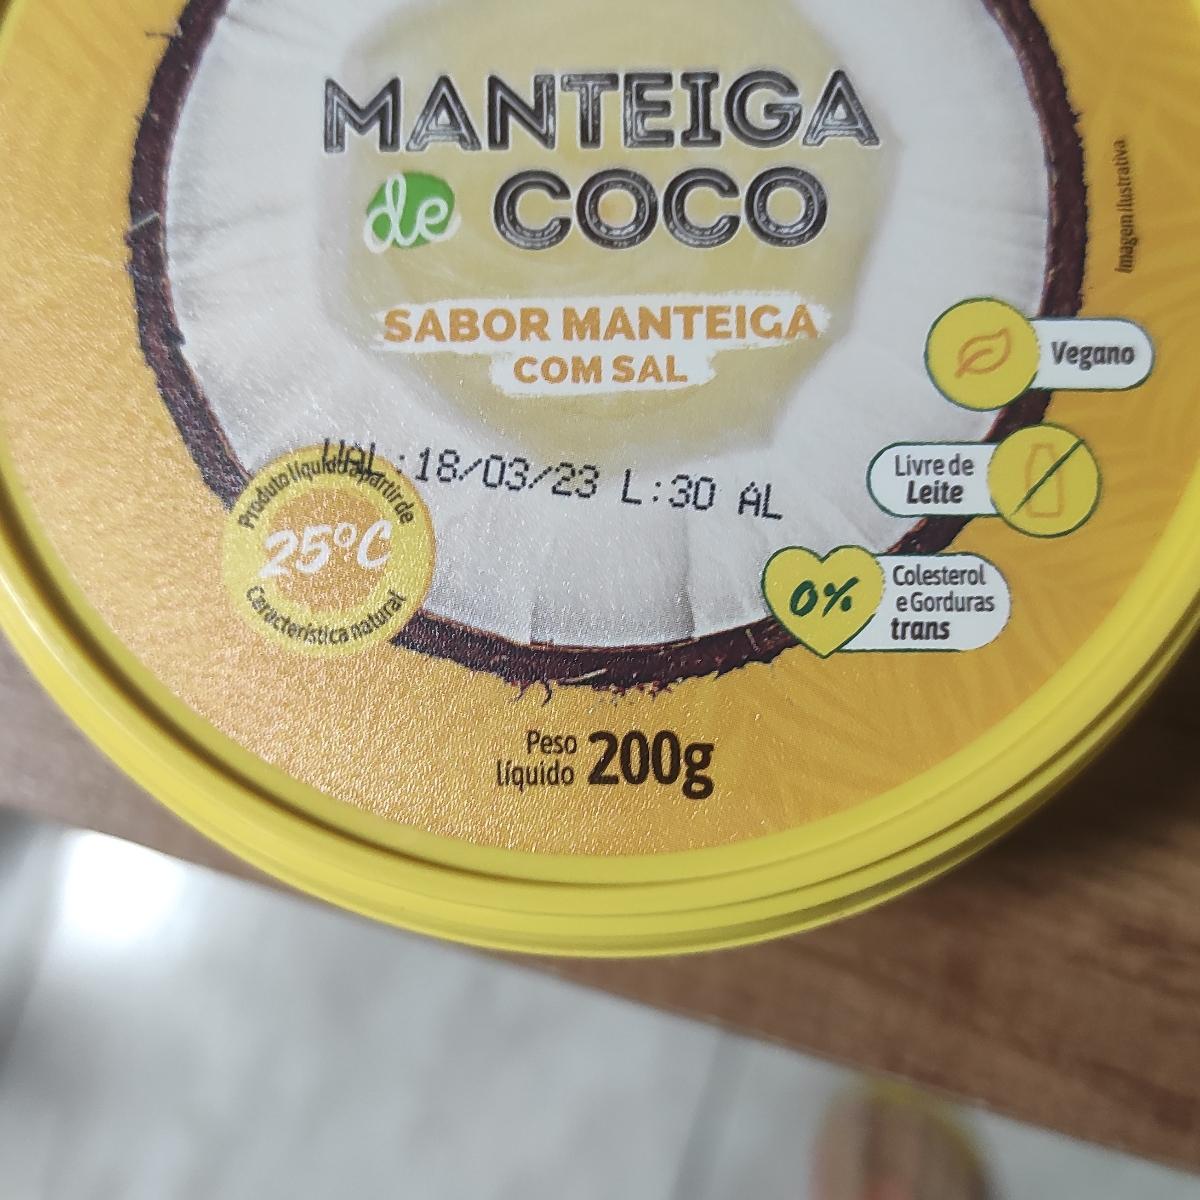 MANTEIGA
de COCO
SABOR MANTEIGA
COM SAL
Imagem ilustrativa
Vegano
VAL :18/03/23 L:30 AL
Livre de
Leite
Produto líquido a partir de
25°C
Característica natural
0%
Colesterol
e Gorduras
trans
Peso
líquido 200g